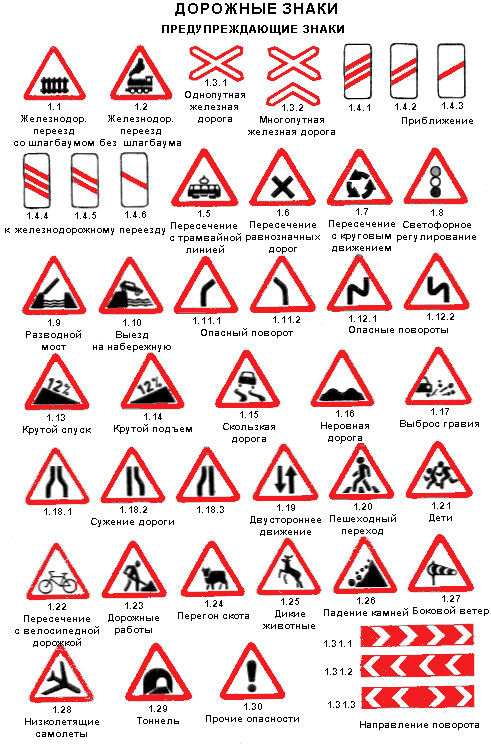 ДОРОЖНЫЕ ЗНАКИ
ПРЕДУПРЕЖДАЮЩИЕ ЗНАКИ
1.1
Железнодор.
переезд
со шлагбаумом
1.2
Железнодор.
переезд
без шлагбаума
1.3.1
Однопутная
железная
дорога
1.3.2
Многопутная
железная дорога
1.4.1
1.4.2
1.4.3
Приближение
1.4.4
1.4.5
1.4.6
к железнодорожному переезду
1.5
Пересечение
с трамвайной
линией
1.6
Пересечение
равнозначных
дорог
1.7
Пересечение
с круговым
движением
1.8
Светофорное
регулирование
1.9
Разводной
мост
1.10
Выезд
на набережную
1.11.1
1.11.2
Опасный поворот
1.12.1
1.12.2
Опасные повороты
12%
1.13
Крутой спуск
12%
1.14
Крутой подъем
1.15
Скользкая
дорога
1.16
Неровная
дорога
1.17
Выброс гравия
1.18.1
1.18.2
1.18.3
Сужение дороги
1.19
Двустороннее
движение
1.20
Пешеходный
переход
1.21
Дети
1.22
Пересечение
с велосипедной
дорожкой
1.23
Дорожные
работы
1.24
Перегон скота
1.25
Дикие
животные
1.26
Падение камней
1.27
Боковой ветер
1.28
Низколетящие
самолеты
1.29
Тоннель
1.30
Прочие опасности
1.31.1
1.31.2
1.31.3
Направление поворота